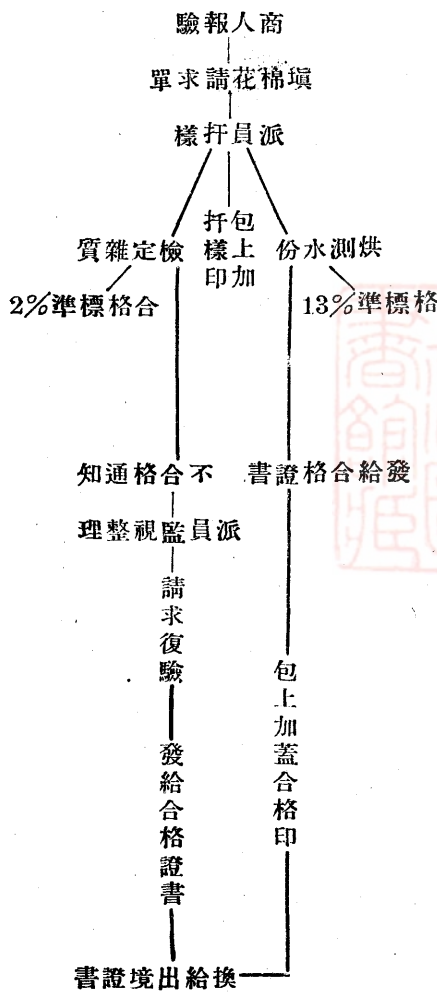 商人報驗
塡棉花請求單
派員扦樣
包上加扦樣印
烘測水份
檢定雜質
格標準13%
合格標準2%
發給合格證書
不合格通知
派員監視整理
請求復驗
發給合格證書
包上加蓋合格印
換給出境證書